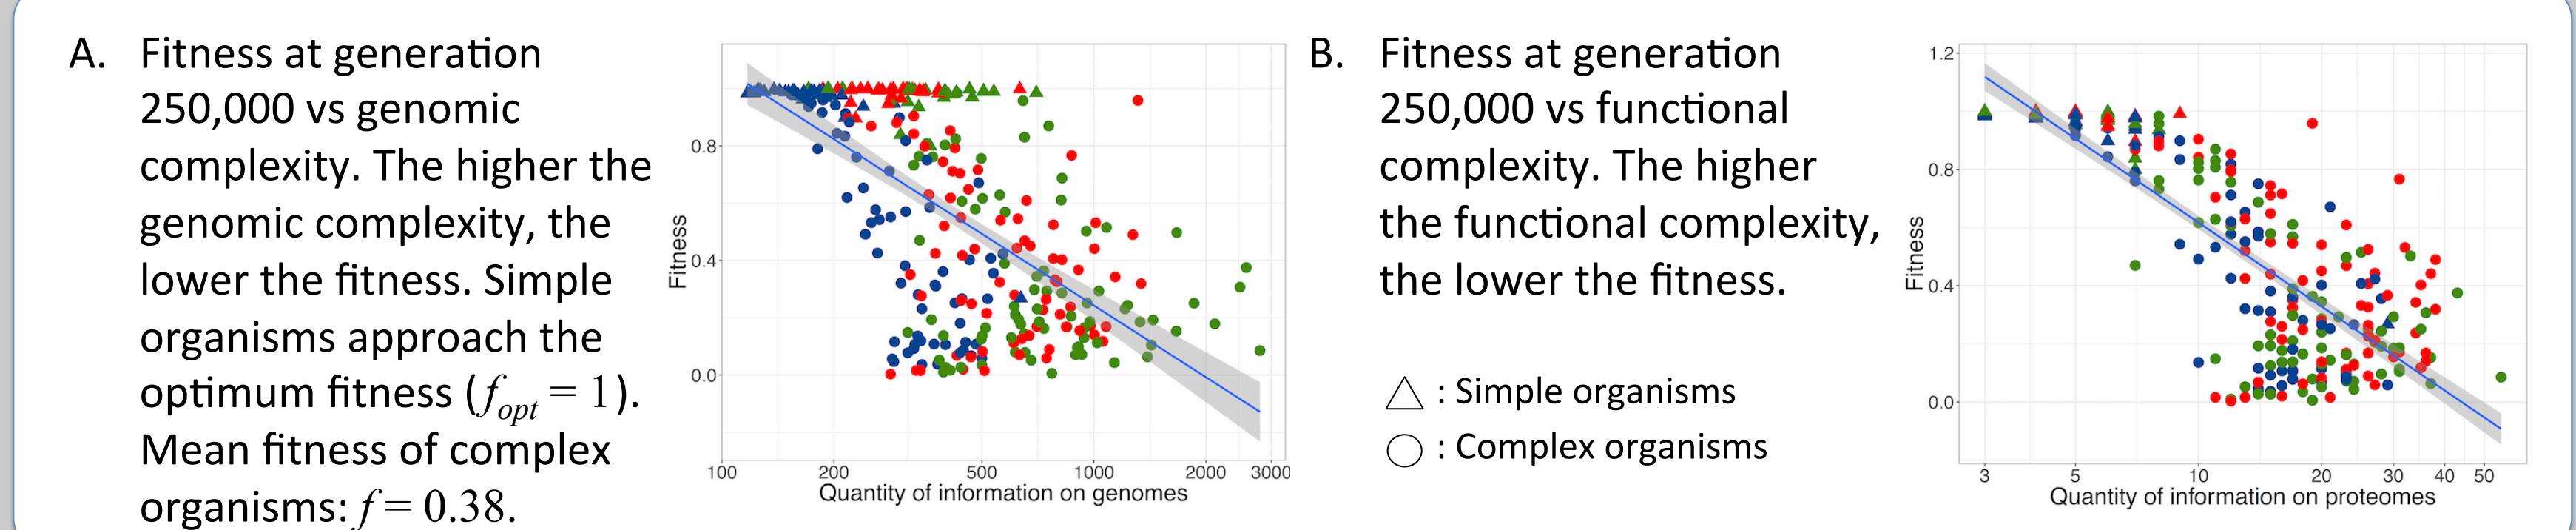 A. Fitness at generation
250,000 vs genomic
complexity. The higher the
genomic complexity, the
lower the fitness. Simple
organisms approach the
optimum fitness (fopt = 1).
Mean fitness of complex
organisms: f = 0.38.
Fitness
0.8
0.4
0.0
100 200 500 1000 2000 3000
Quantity of information on genomes
B. Fitness at generation
250,000 vs functional
complexity. The higher
the functional complexity,
the lower the fitness.
: Simple organisms
: Complex organisms
Fitness
1.2
0.8
0.4
0.0
3 5 10 20 30 40 50
Quantity of information on proteomes